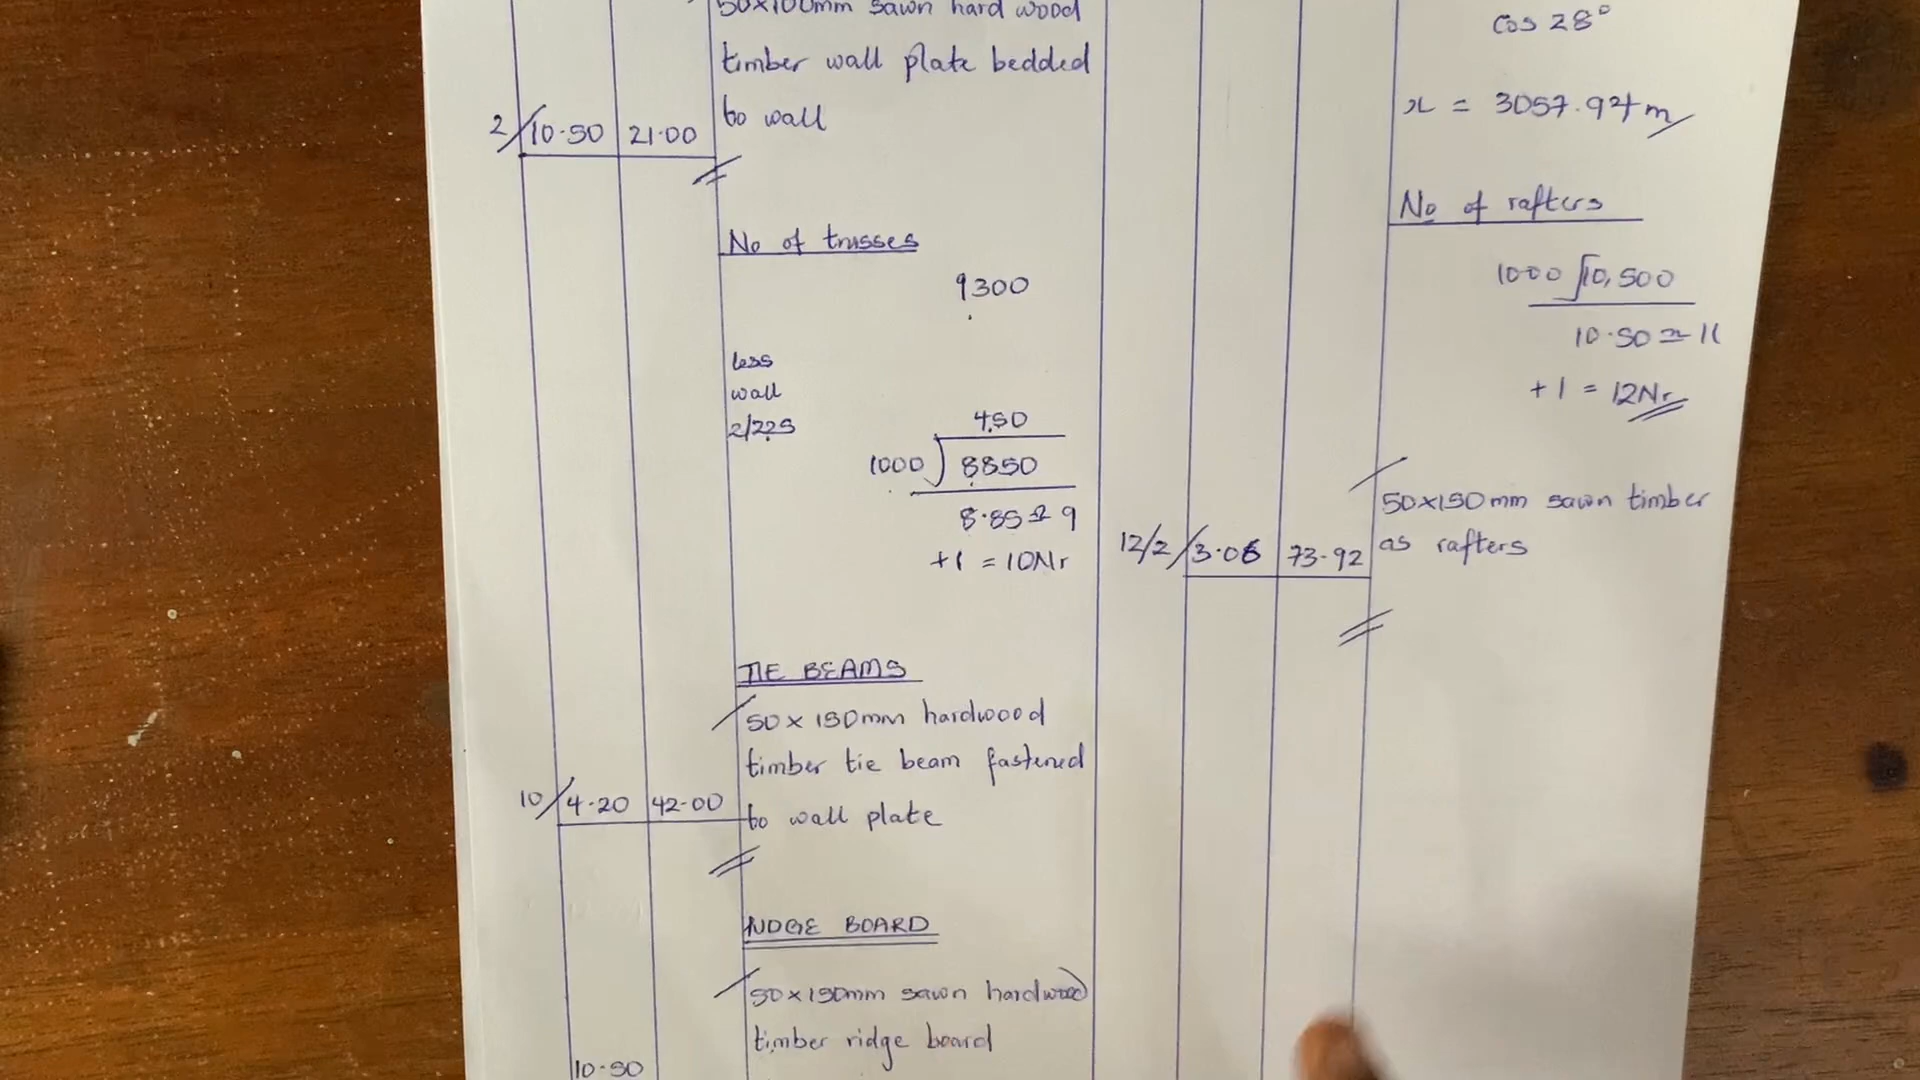 50x100mm sawn hard wood
timber wall plate bedded
to wall
2/10.50 21.00
No of trusses
9300
less
wall
2/225
450
1000 8850
8.85 ≃ 9
+1 = 10Nr
TIE BEAMS
50x150mm hardwood
timber tie beam fastened
10/4.20 42.00
to wall plate
RIDGE BOARD
50x150mm sawn hardwood
timber ridge board
10.50
cos 28°
x = 3057.94m
No of rafters
1000 10,500
10.50 ≃ 11
+1 = 12Nr
50x150mm sawn timber
12/2/3.06 73.92 as rafters